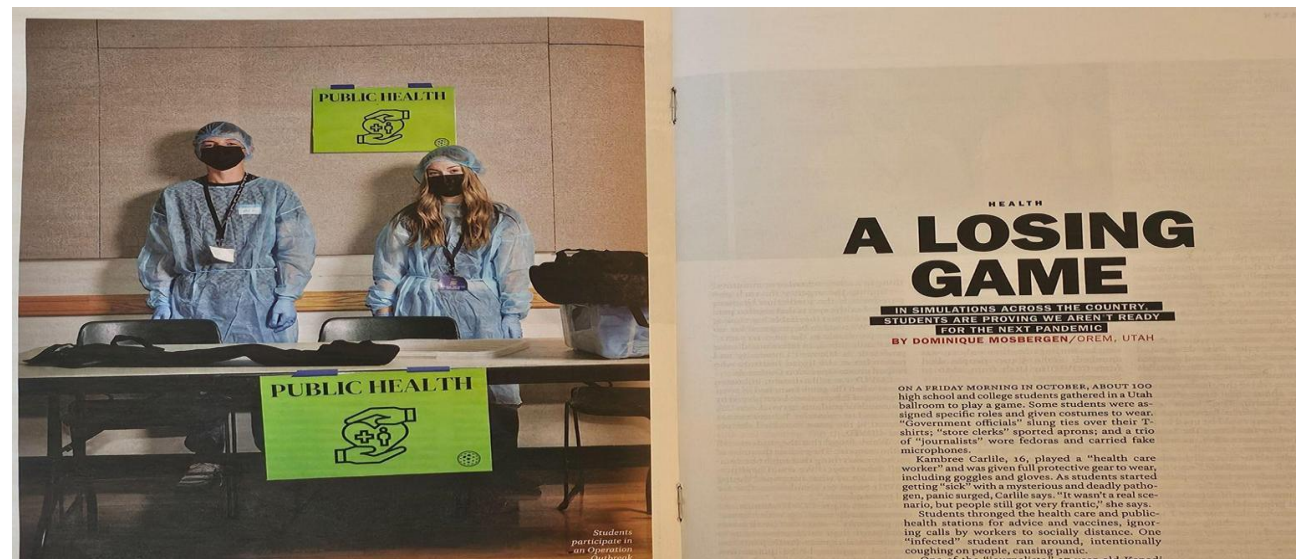 PUBLIC HEALTH
PUBLIC HEALTH
Students
participate in
an Operation
Outbreak
HEALTH
A LOSING
GAME
IN SIMULATIONS ACROSS THE COUNTRY,
STUDENTS ARE PROVING WE AREN'T READY
FOR THE NEXT PANDEMIC
BY DOMINIQUE MOSBERGEN/OREM, UTAH
ON A FRIDAY MORNING IN OCTOBER, ABOUT 100
high school and college students gathered in a Utah
ballroom to play a game. Some students were as-
signed specific roles and given costumes to wear.
"Government officials" slung ties over their T-
shirts; "store clerks" sported aprons; and a trio
of "journalists" wore fedoras and carried fake
microphones.
Kambree Carlile, 16, played a "health care
worker" and was given full protective gear to wear,
including goggles and gloves. As students started
getting "sick" with a mysterious and deadly patho-
gen, panic surged, Carlile says. "It wasn't a real sce-
nario, but people still got very frantic," she says.
Students thronged the health care and public-
health stations for advice and vaccines, ignor-
ing calls by workers to socially distance. One
"infected" student ran around, intentionally
coughing on people, causing panic.